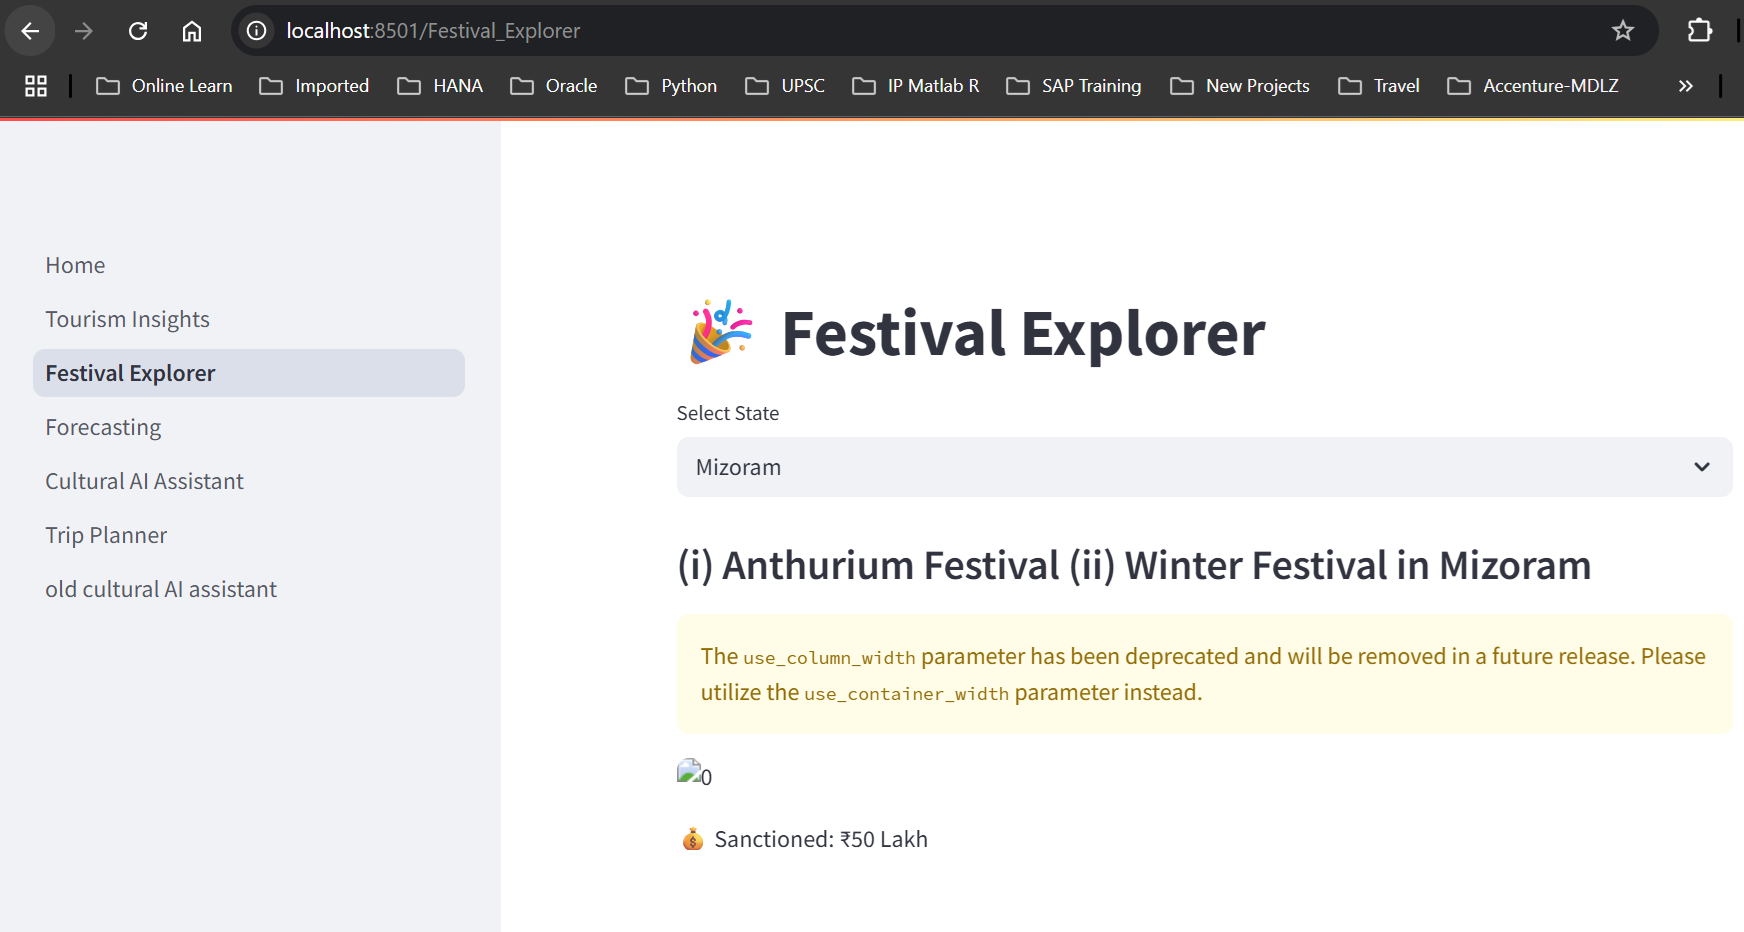 localhost:8501/Festival_Explorer
Online Learn Imported HANA Oracle Python UPSC IP Matlab R SAP Training New Projects Travel Accenture-MDLZ
Home
Tourism Insights
Festival Explorer
Forecasting
Cultural AI Assistant
Trip Planner
old cultural AI assistant
Festival Explorer
Select State
Mizoram
(i) Anthurium Festival (ii) Winter Festival in Mizoram
The use_column_width parameter has been deprecated and will be removed in a future release. Please
utilize the use_container_width parameter instead.
0
Sanctioned: ₹50 Lakh